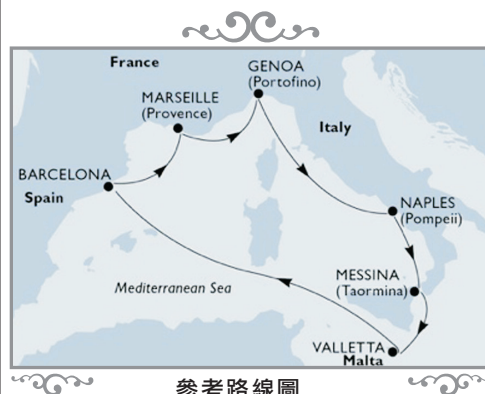 France
GENOA
(Portofino)
MARSEILLE
(Provence)
Italy
BARCELONA
Spain
NAPLES
(Pompeii)
MESSINA
(Taormina)
Mediterranean Sea
VALLETTA
Malta
參考路線圖